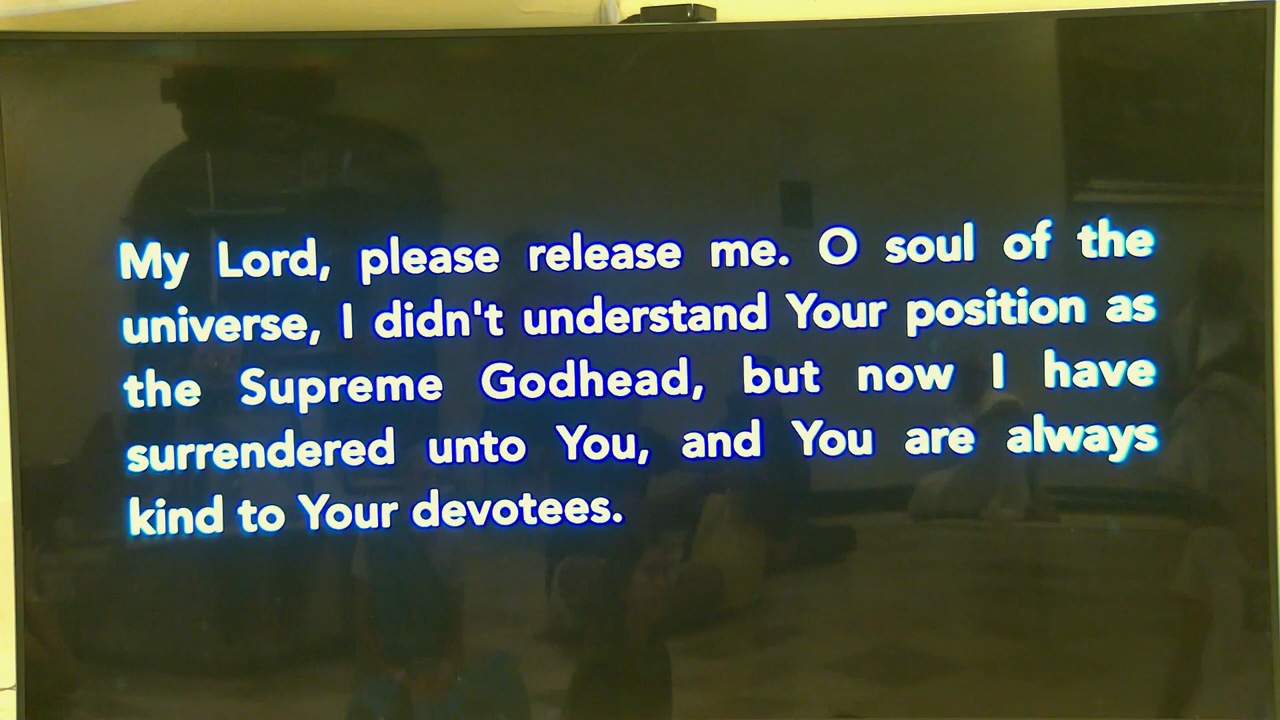 My Lord, please release me. O soul of the
universe, I didn't understand Your position as
the Supreme Godhead, but now I have
surrendered unto You, and You are always
kind to Your devotees.